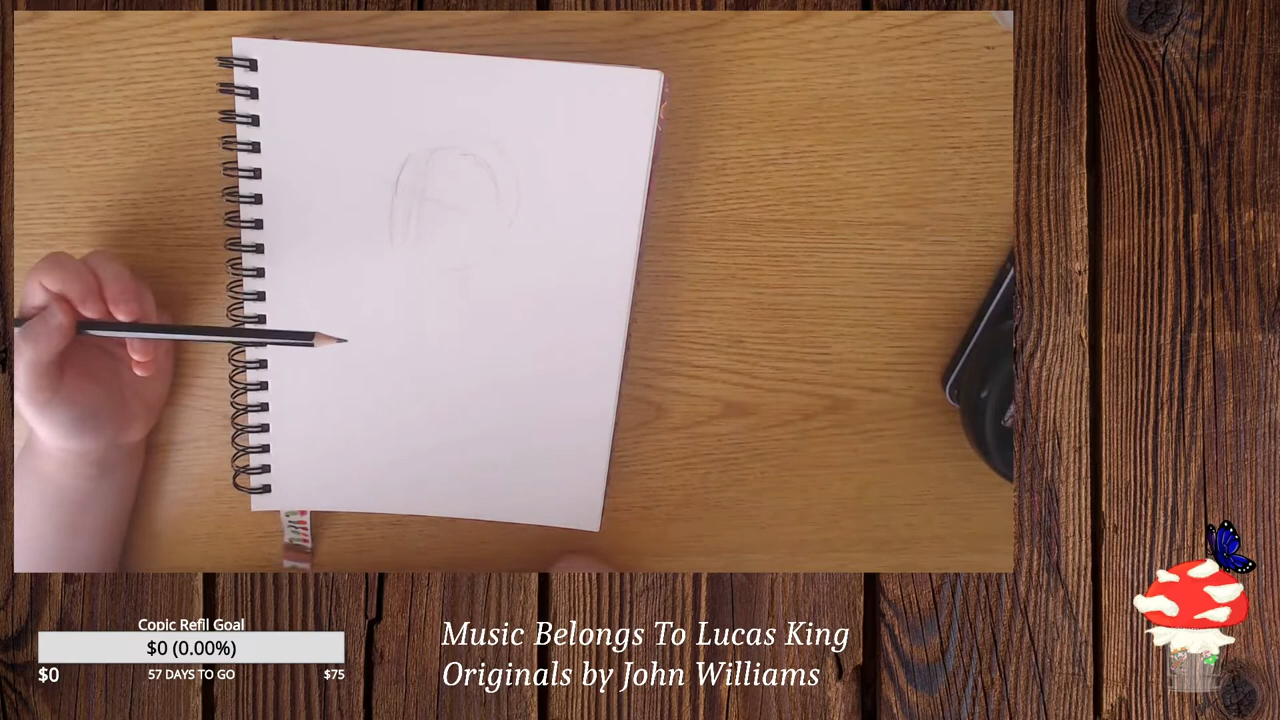 Copic Refil Goal
$0 (0.00%)
$0 57 DAYS TO GO $75
Music Belongs To Lucas King
Originals by John Williams